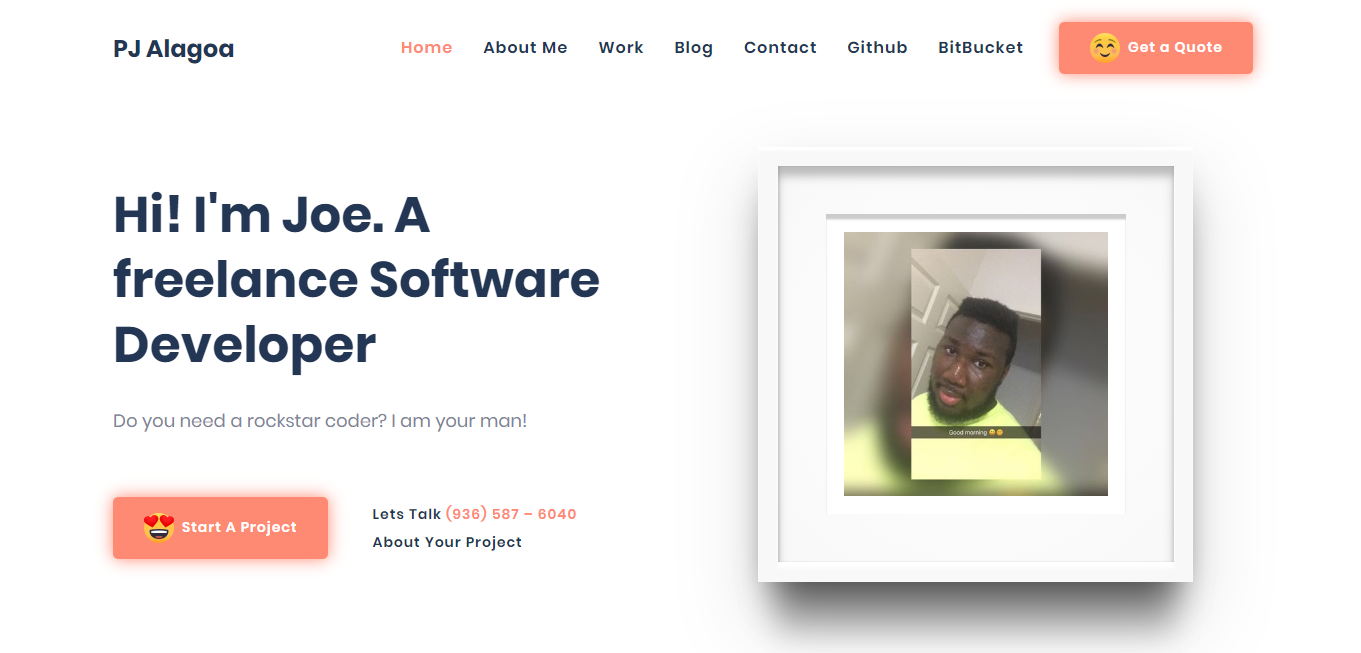 PJ Alagoa
Home About Me Work Blog Contact Github BitBucket Get a Quote
Hi! I'm Joe. A
freelance Software
Developer
Do you need a rockstar coder? I am your man!
Start A Project
Lets Talk (936) 587 – 6040
About Your Project
Good morning